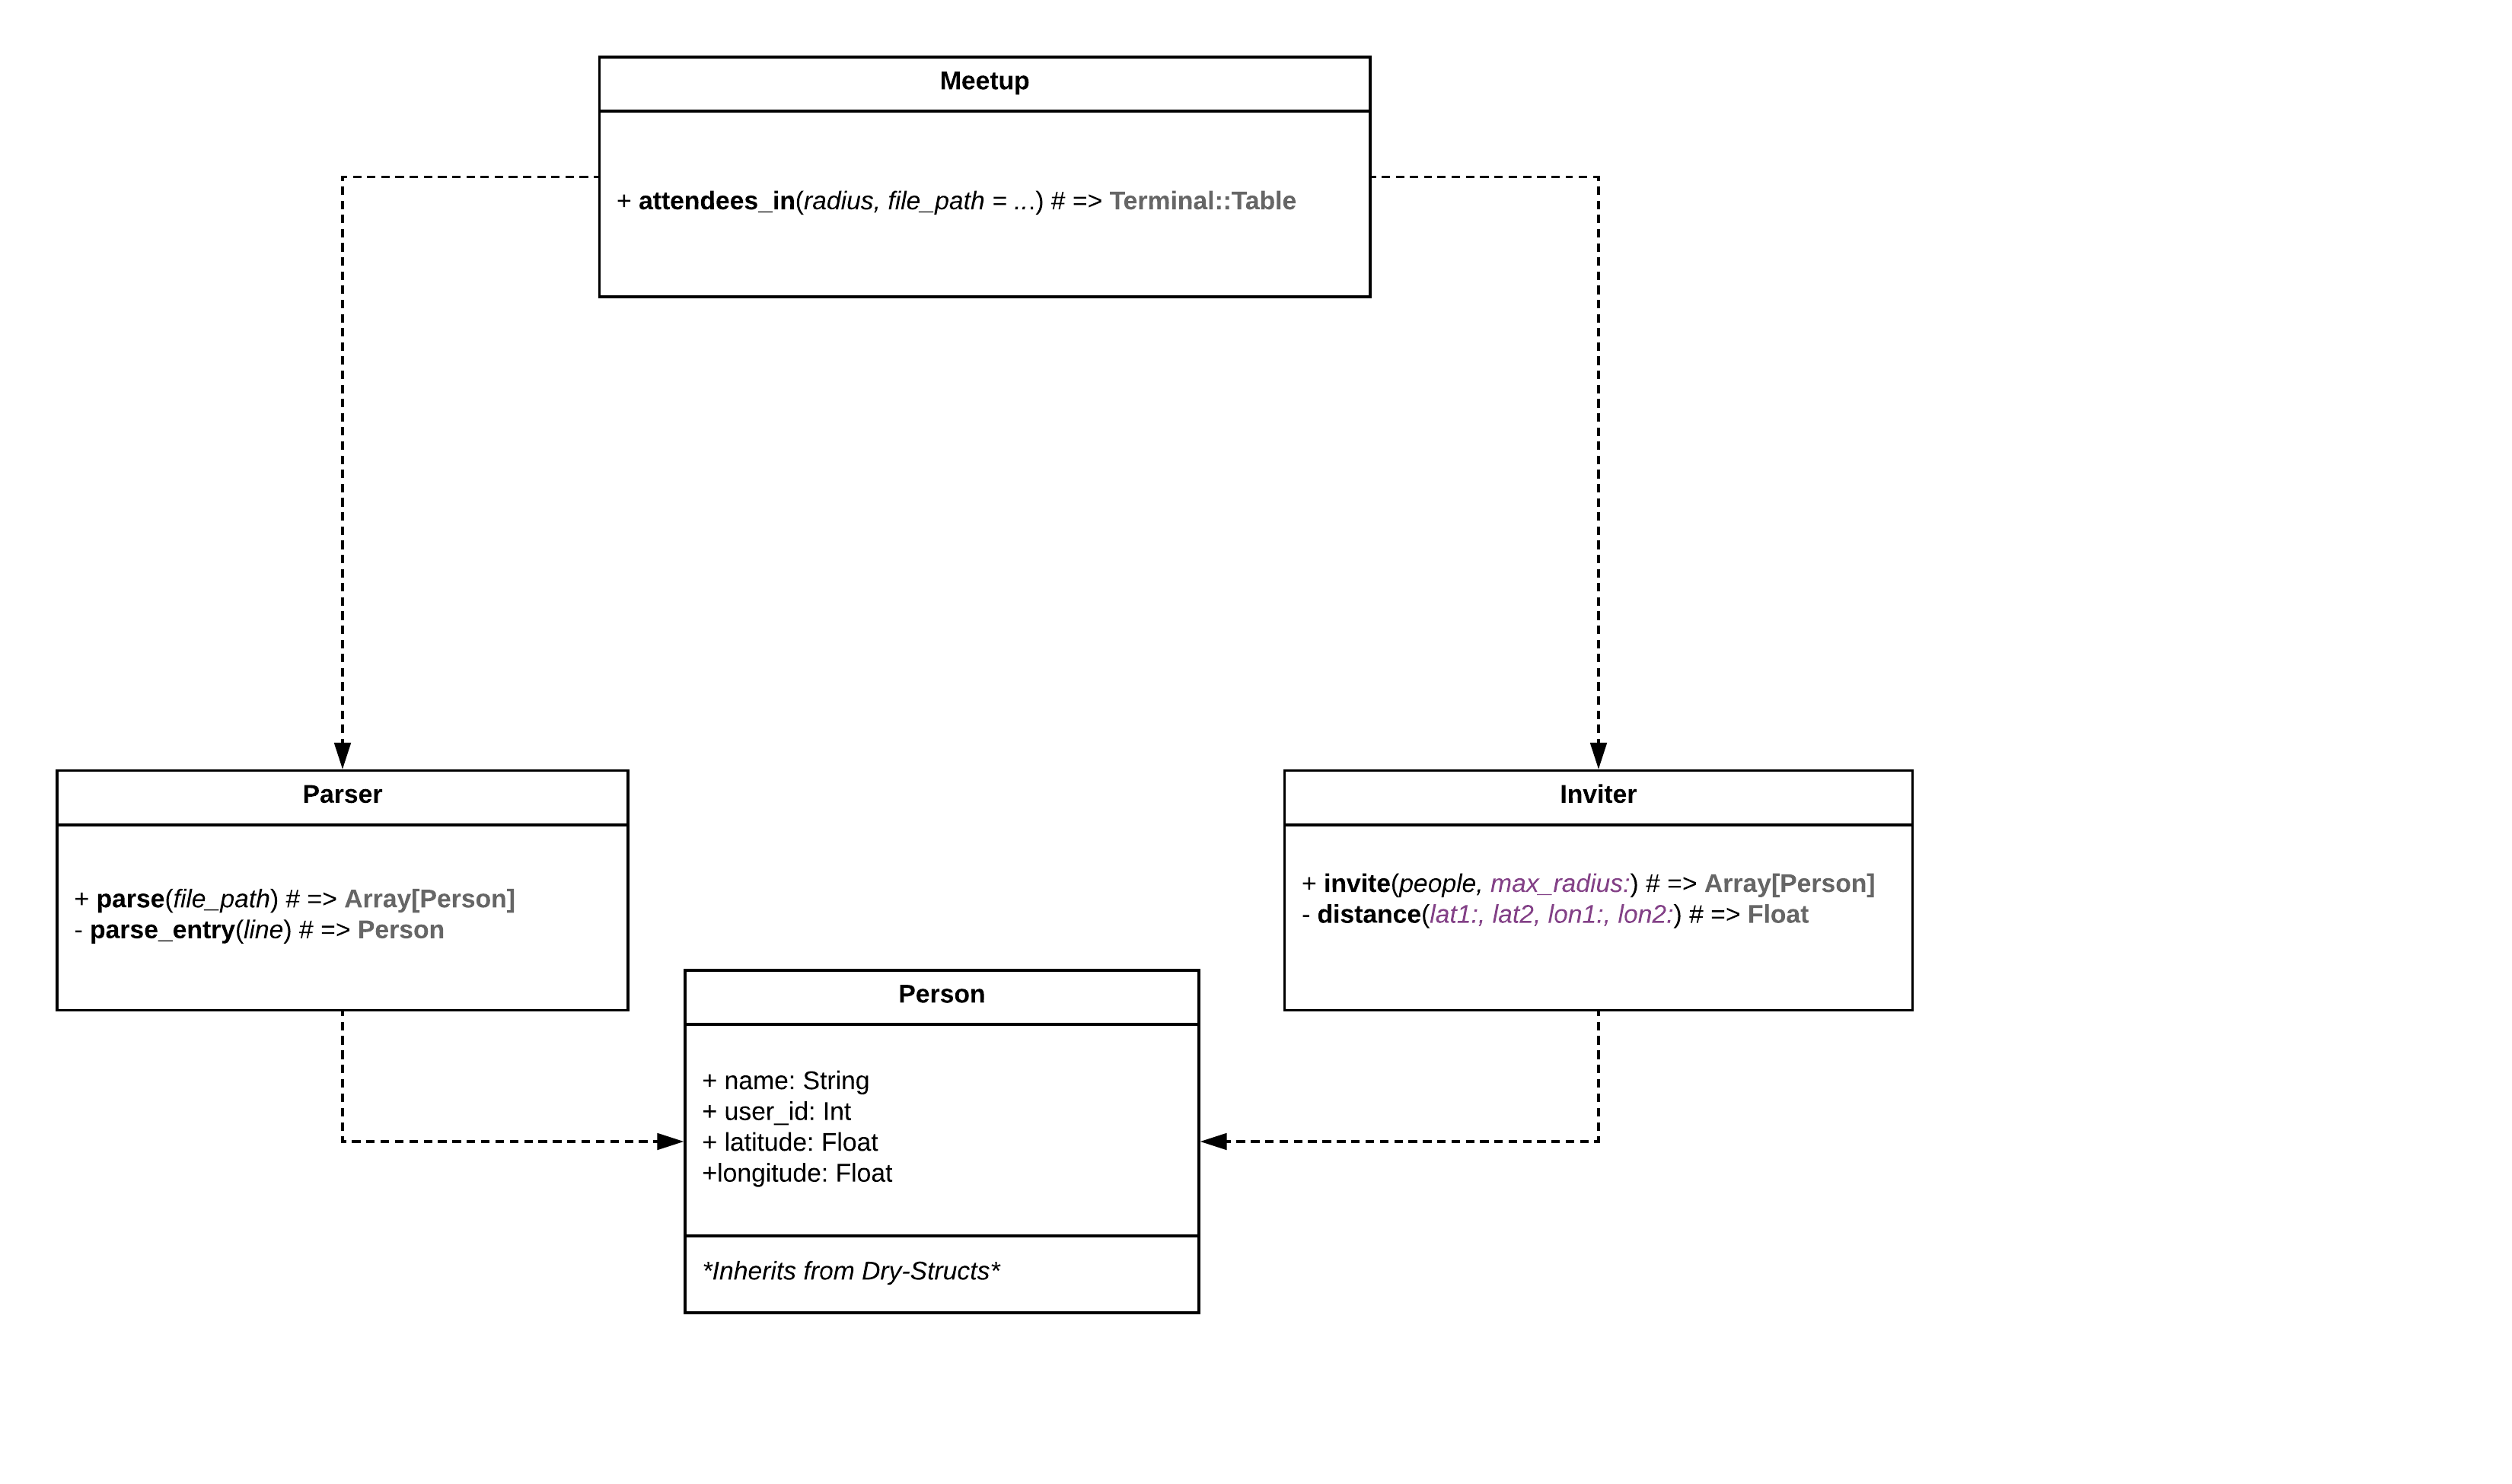 Meetup
+ attendees_in(radius, file_path = ...) # => Terminal::Table
Parser
+ parse(file_path) # => Array[Person]
- parse_entry(line) # => Person
Inviter
+ invite(people, max_radius:) # => Array[Person]
- distance(lat1:, lat2, lon1:, lon2:) # => Float
Person
+ name: String
+ user_id: Int
+ latitude: Float
+longitude: Float
*Inherits from Dry-Structs*